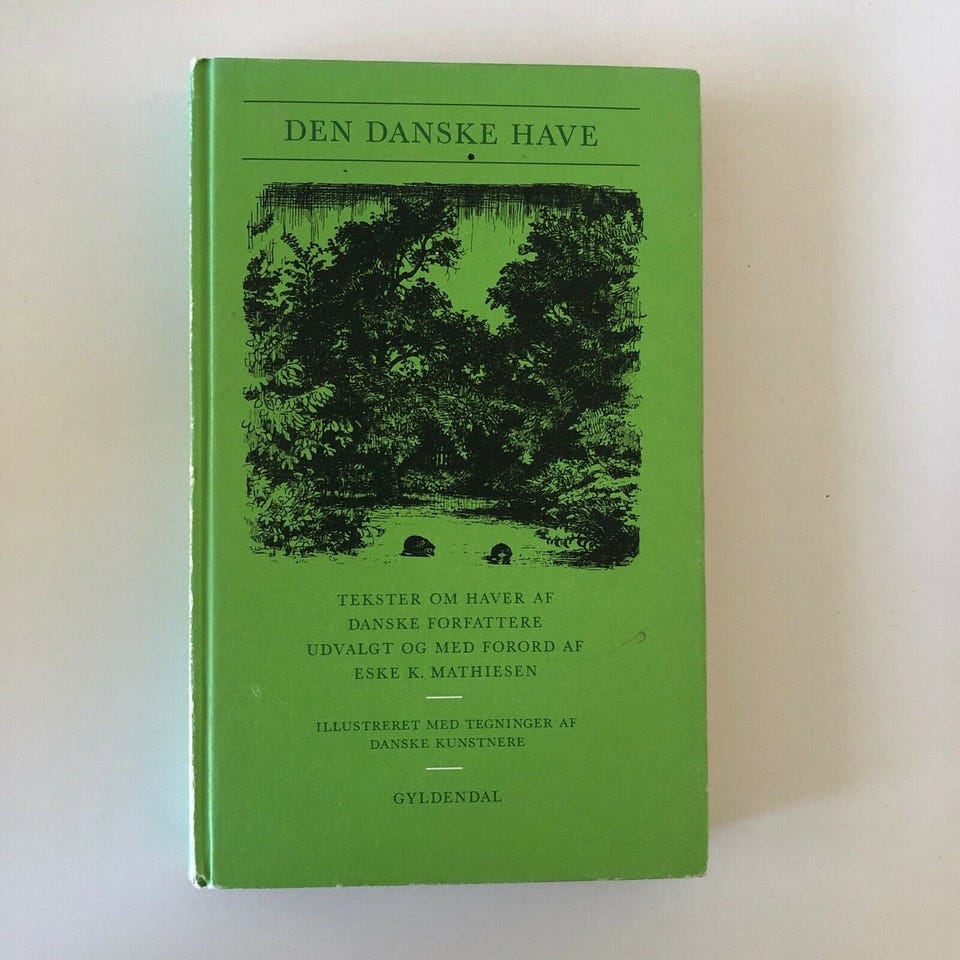 DEN DANSKE HAVE
TEKSTER OM HAVER AF
DANSKE FORFATTERE
UDVALGT OG MED FORORD AF
ESKE K. MATHIESEN
ILLUSTRERET MED TEGNINGER AF
DANSKE KUNSTNERE
GYLDENDAL